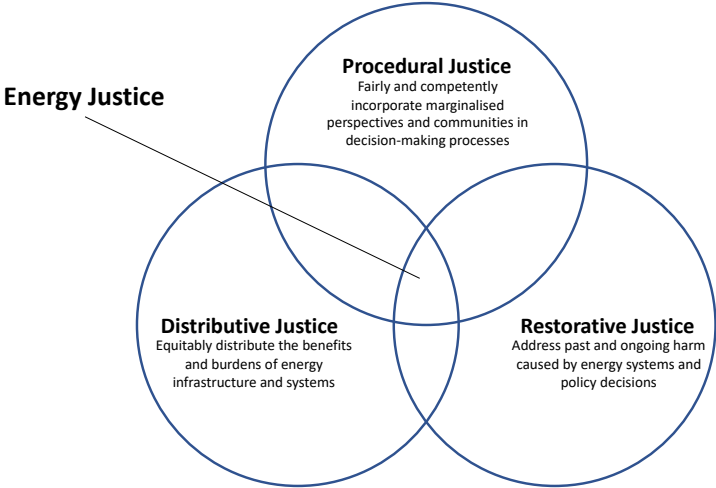 Procedural Justice
Fairly and competently
incorporate marginalised
perspectives and communities in
decision-making processes
Energy Justice
Distributive Justice
Equitably distribute the benefits
and burdens of energy
infrastructure and systems
Restorative Justice
Address past and ongoing harm
caused by energy systems and
policy decisions